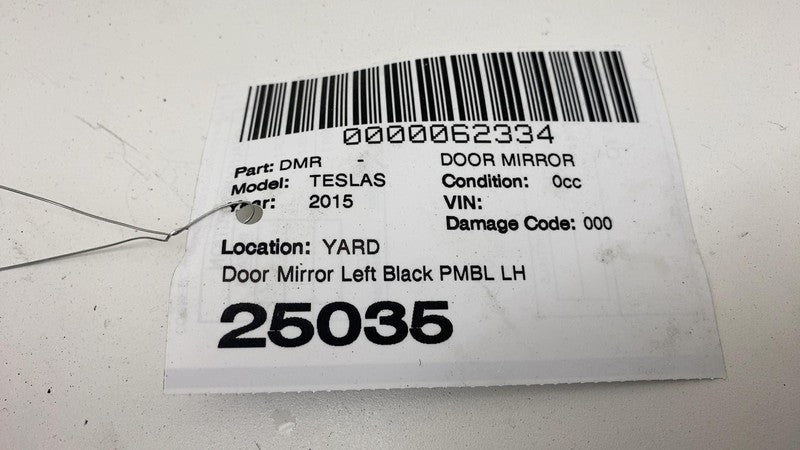 0000062334
Part: DMR - DOOR MIRROR
Model: TESLAS Condition: 0cc
Year: 2015 VIN:
Damage Code: 000
Location: YARD
Door Mirror Left Black PMBL LH
25035